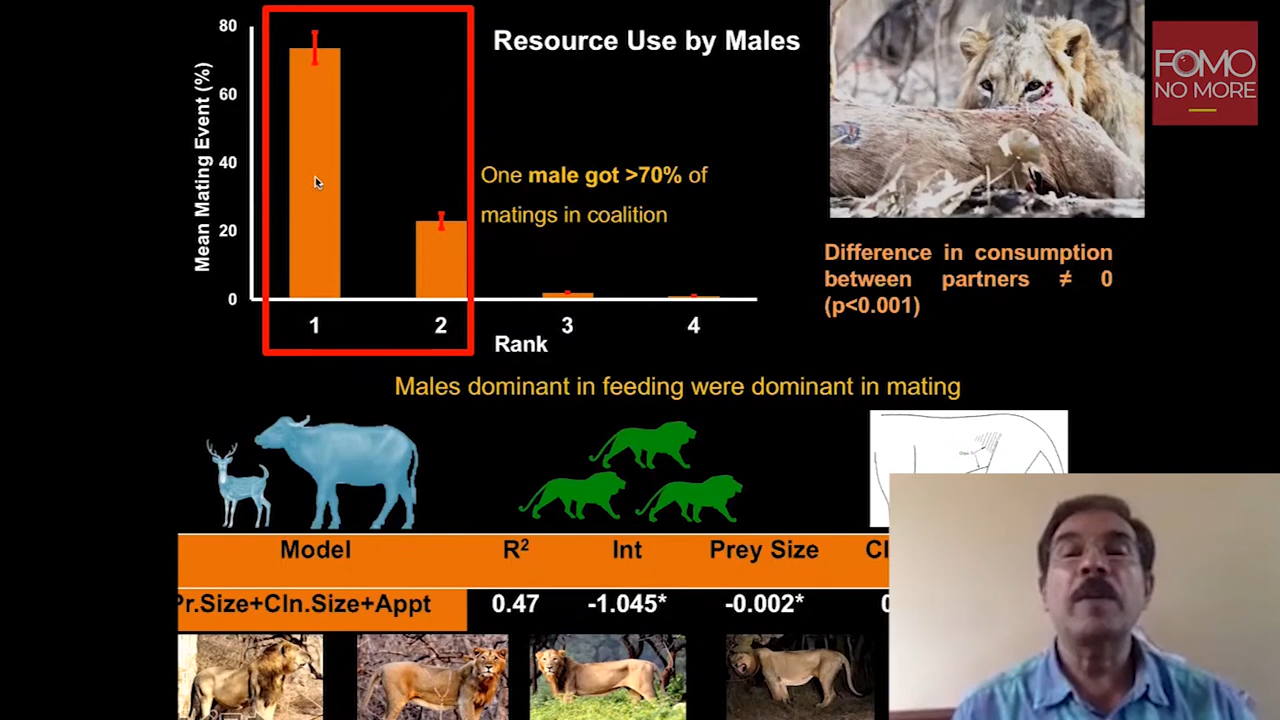 Resource Use by Males
FOMO
NO MORE
80
60
40
20
0
Mean Mating Event (%)
1
2
3
4
Rank
One male got >70% of
matings in coalition
Difference in consumption
between partners ≠ 0
(p<0.001)
Males dominant in feeding were dominant in mating
Model R² Int Prey Size
Pr.Size+Cln.Size+Appt 0.47 -1.045* -0.002*